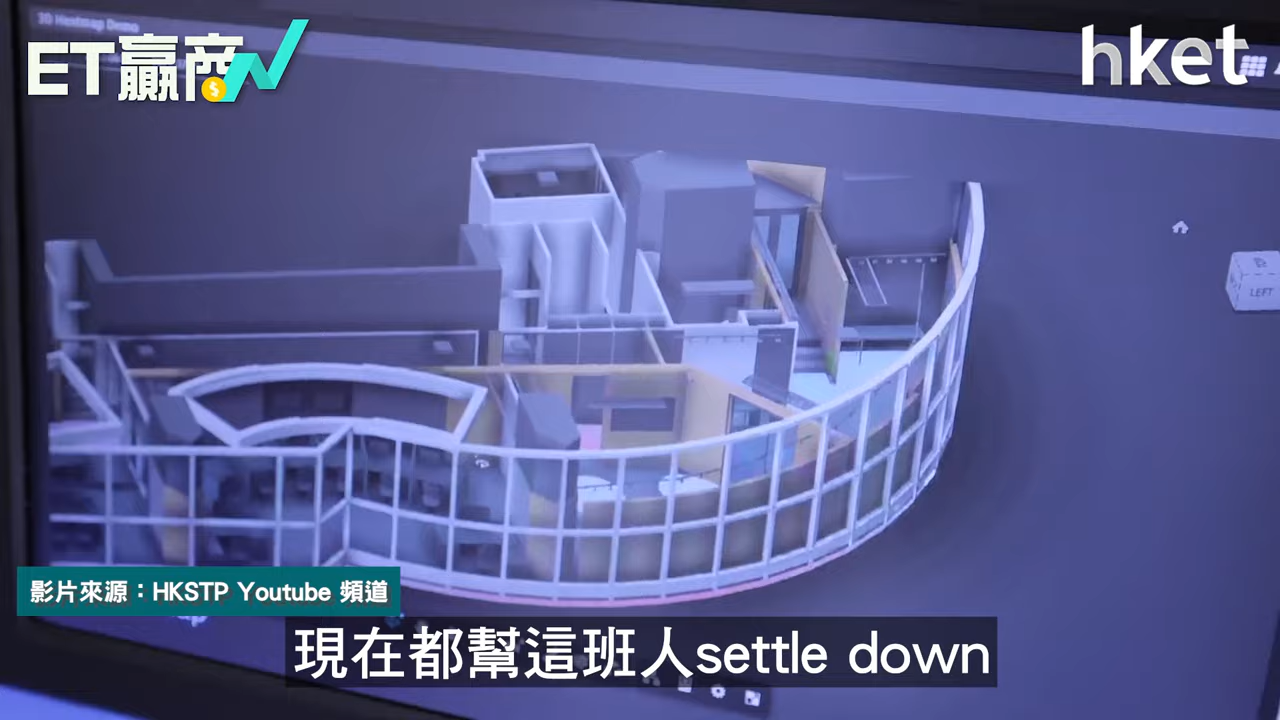 3D Heatmap Demo
ET贏商
hket
LEFT
影片來源：HKSTP Youtube 頻道
現在都幫這班人settle down